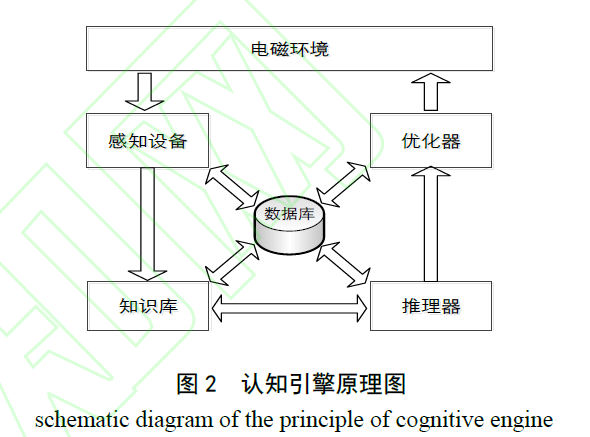 电磁环境
感知设备
优化器
数据库
知识库
推理器
图 2 认知引擎原理图
schematic diagram of the principle of cognitive engine